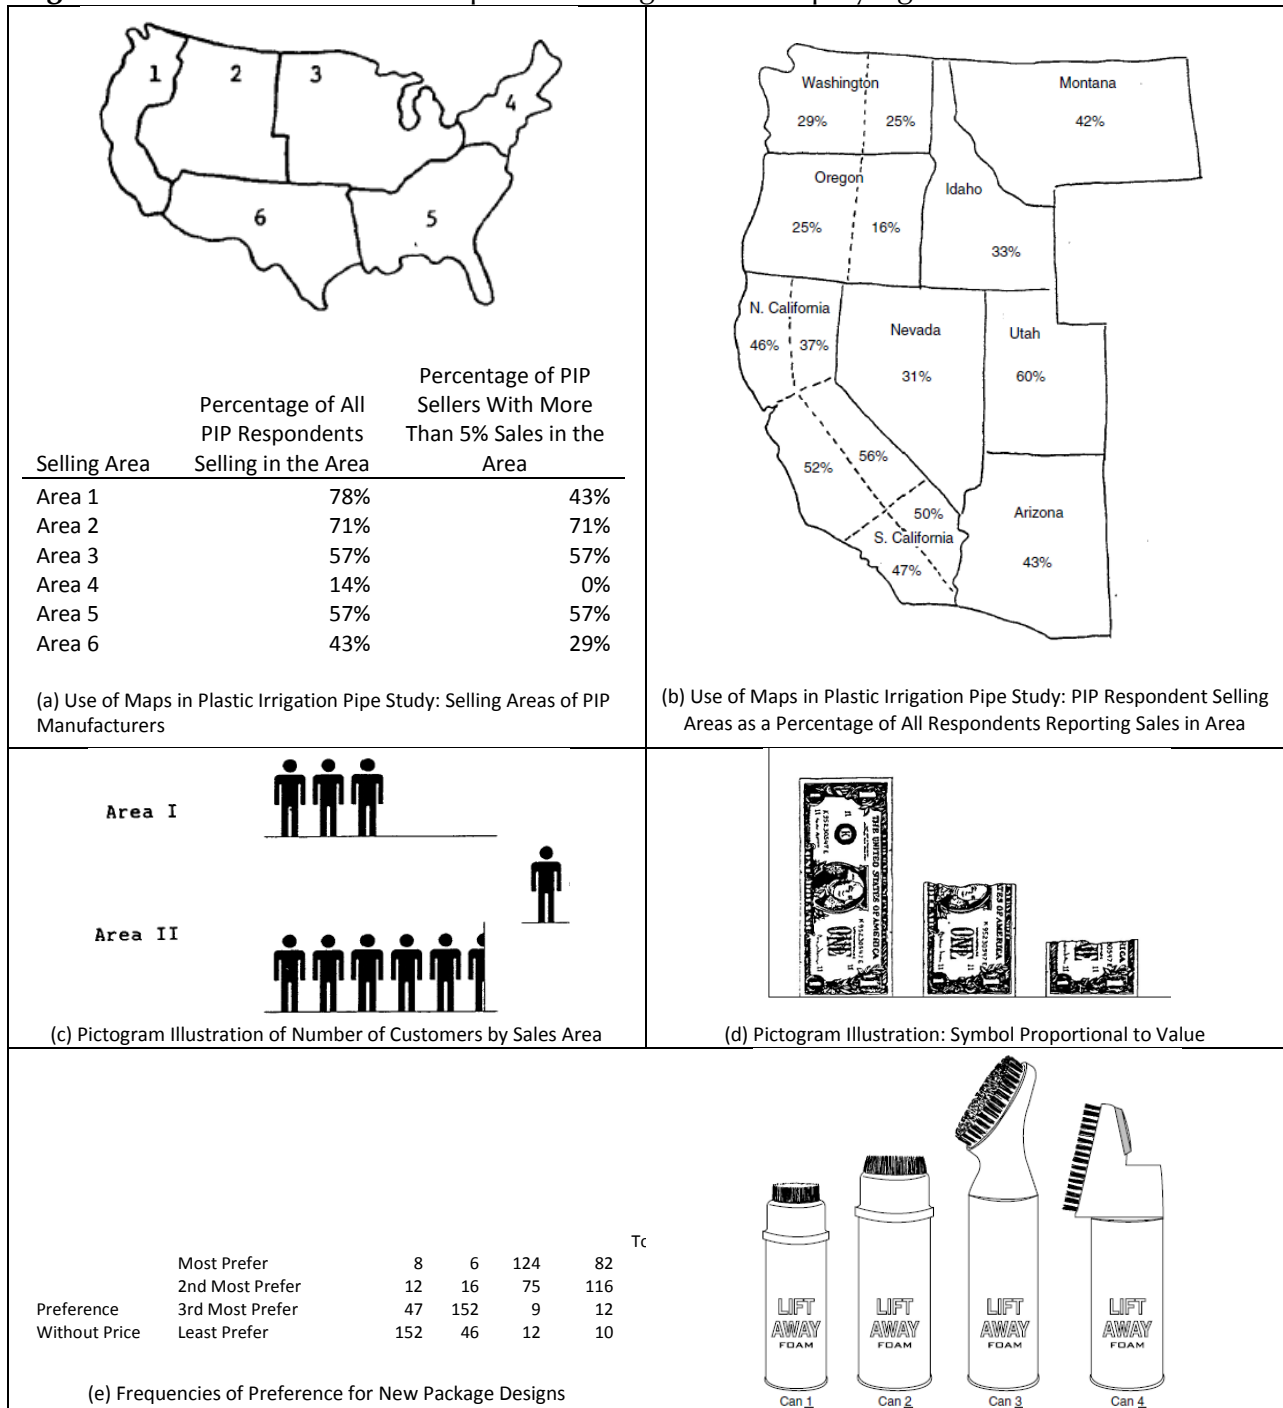 1
2
3
4
5
6
Percentage of All PIP Respondents Selling in the Area
Percentage of PIP Sellers With More Than 5% Sales in the Area
Selling Area
Area 1 78% 43%
Area 2 71% 71%
Area 3 57% 57%
Area 4 14% 0%
Area 5 57% 57%
Area 6 43% 29%
(a) Use of Maps in Plastic Irrigation Pipe Study: Selling Areas of PIP
Manufacturers
Washington
29% 25%
Montana
42%
Oregon
25% 16%
Idaho
33%
N. California
46% 37%
Nevada
31%
Utah
60%
52% 56%
50%
S. California
47%
Arizona
43%
(b) Use of Maps in Plastic Irrigation Pipe Study: PIP Respondent Selling
Areas as a Percentage of All Respondents Reporting Sales in Area
Area I
Area II
(c) Pictogram Illustration of Number of Customers by Sales Area
THE UNITED STATES OF AMERICA
ONE
ONE
(d) Pictogram Illustration: Symbol Proportional to Value
Most Prefer 8 6 124 82
2nd Most Prefer 12 16 75 116
Preference 3rd Most Prefer 47 152 9 12
Without Price Least Prefer 152 46 12 10
(e) Frequencies of Preference for New Package Designs
LIFT
AWAY
FOAM
Can 1
LIFT
AWAY
FOAM
Can 2
LIFT
AWAY
FOAM
Can 3
LIFT
AWAY
FOAM
Can 4